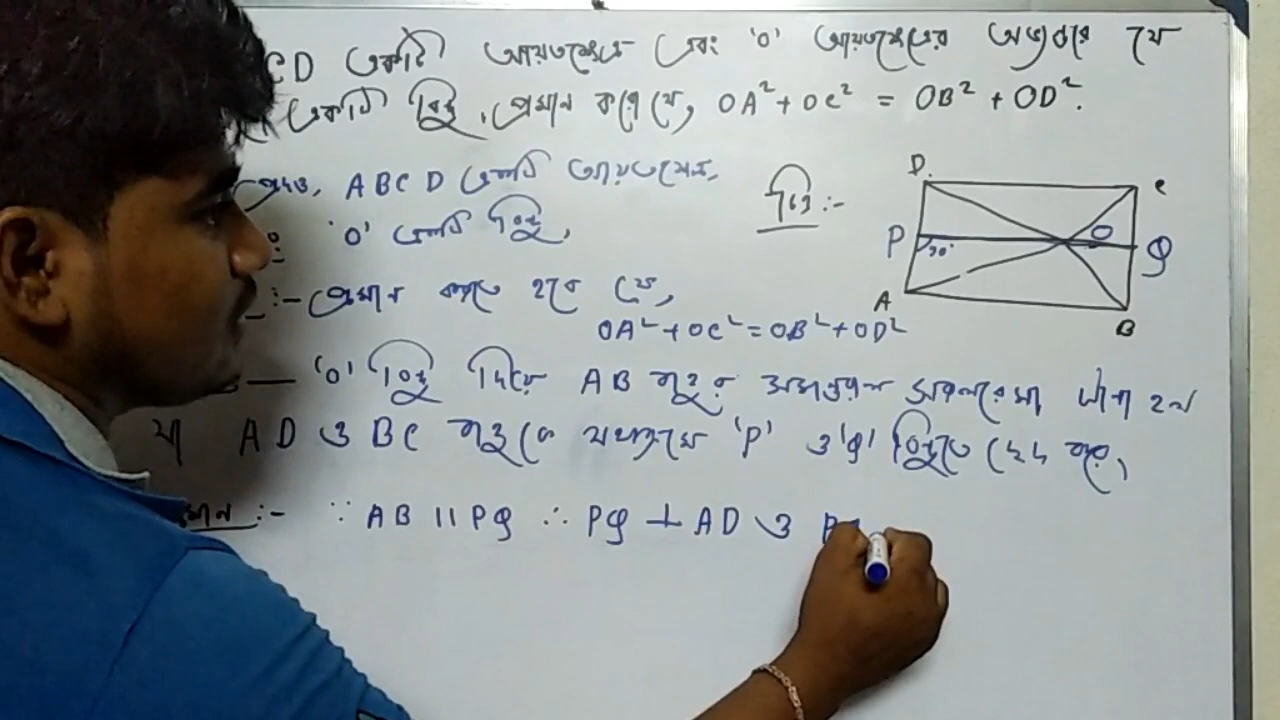 CD একটি আয়তক্ষেত্র এবং 'O' আয়তক্ষেত্রের অভ্যন্তরে যে
একটি বিন্দু, প্রমান করো যে, OA² + OC² = OB² + OD².
প্রদত্ত, ABCD একটি আয়তক্ষেত্র,
'O' একটি বিন্দু,
:- প্রমান করতে হবে যে,
OA² + OC² = OB² + OD²
চিত্র :-
D
C
P
90°
O
Q
A
B
— 'O' বিন্দু দিয়ে AB বাহুর সমান্তরাল সরলরেখা টানা হল
যা AD ও BC বাহুকে যথাক্রমে 'P' ও 'Q' বিন্দুতে ছেদ করে।
মান :- ∵ AB || PQ ∴ PQ ⊥ AD ও